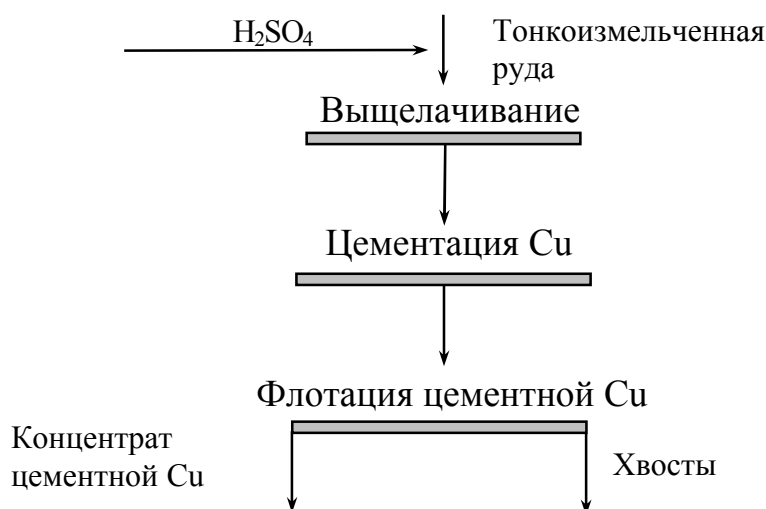 H₂SO₄
Тонкоизмельченная
руда
Выщелачивание
Цементация Cu
Флотация цементной Cu
Концентрат
цементной Cu
Хвосты